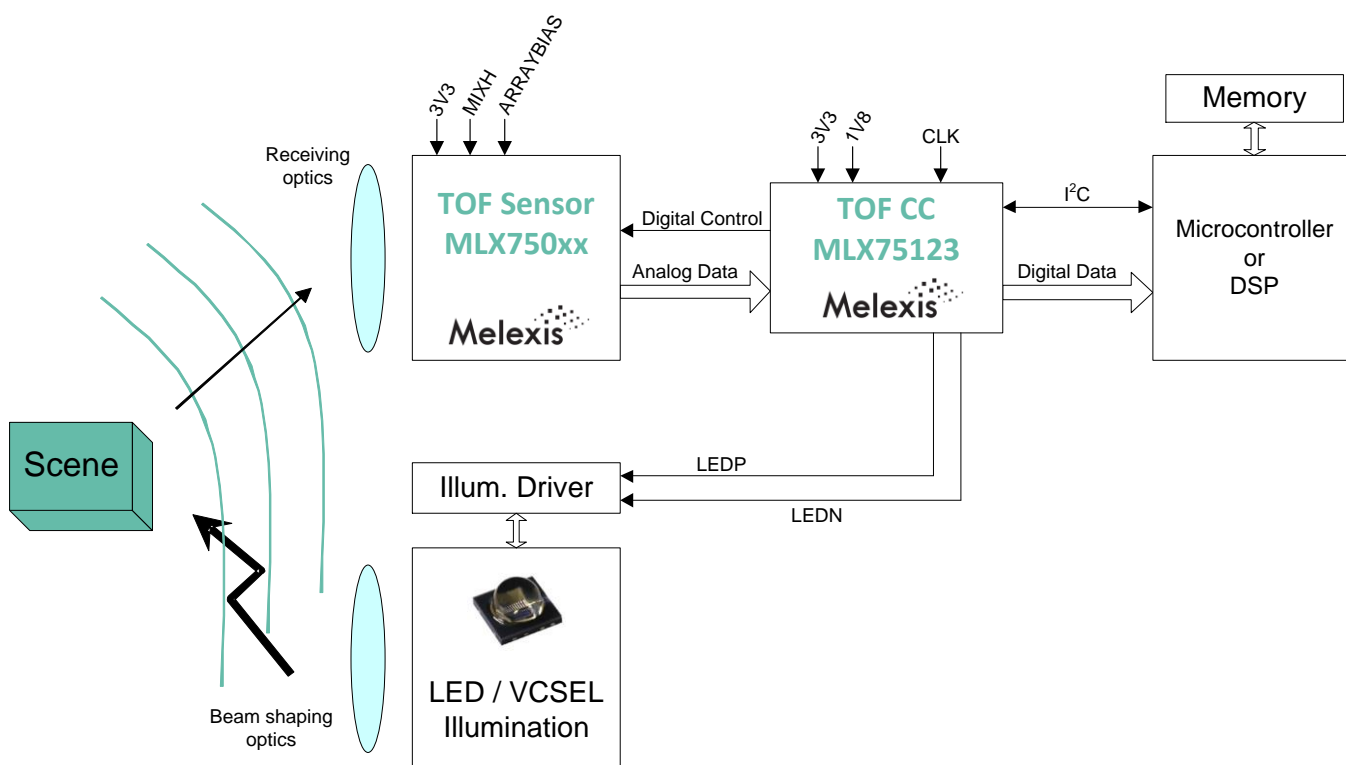 3V3
MIXH
ARRAYBIAS
Receiving
optics
TOF Sensor
MLX750xx
Melexis
Digital Control
Analog Data
3V3
1V8
CLK
TOF CC
MLX75123
Melexis
I²C
Digital Data
Memory
Microcontroller
or
DSP
Scene
LEDP
LEDN
Illum. Driver
LED / VCSEL
Illumination
Beam shaping
optics